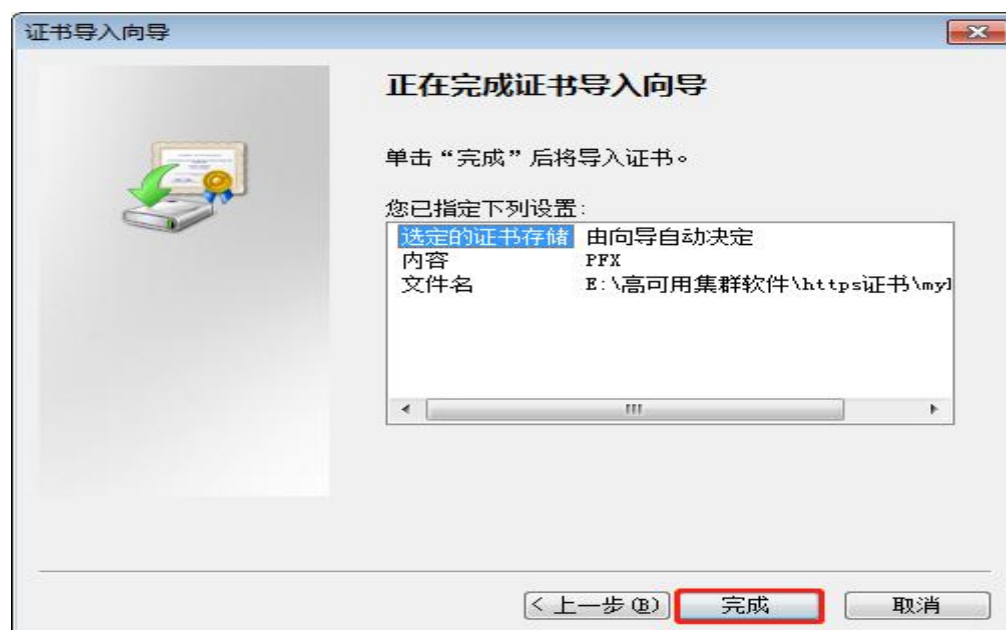 证书导入向导
正在完成证书导入向导
单击“完成”后将导入证书。
您已指定下列设置:
选定的证书存储 由向导自动决定
内容 PFX
文件名 E:\高可用集群软件\https证书\myl
< 上一步(B) 完成 取消